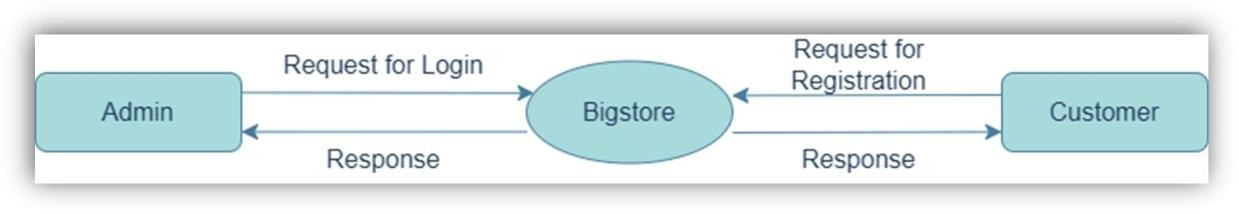 Request for Login
Request for
Registration
Admin
Bigstore
Customer
Response
Response